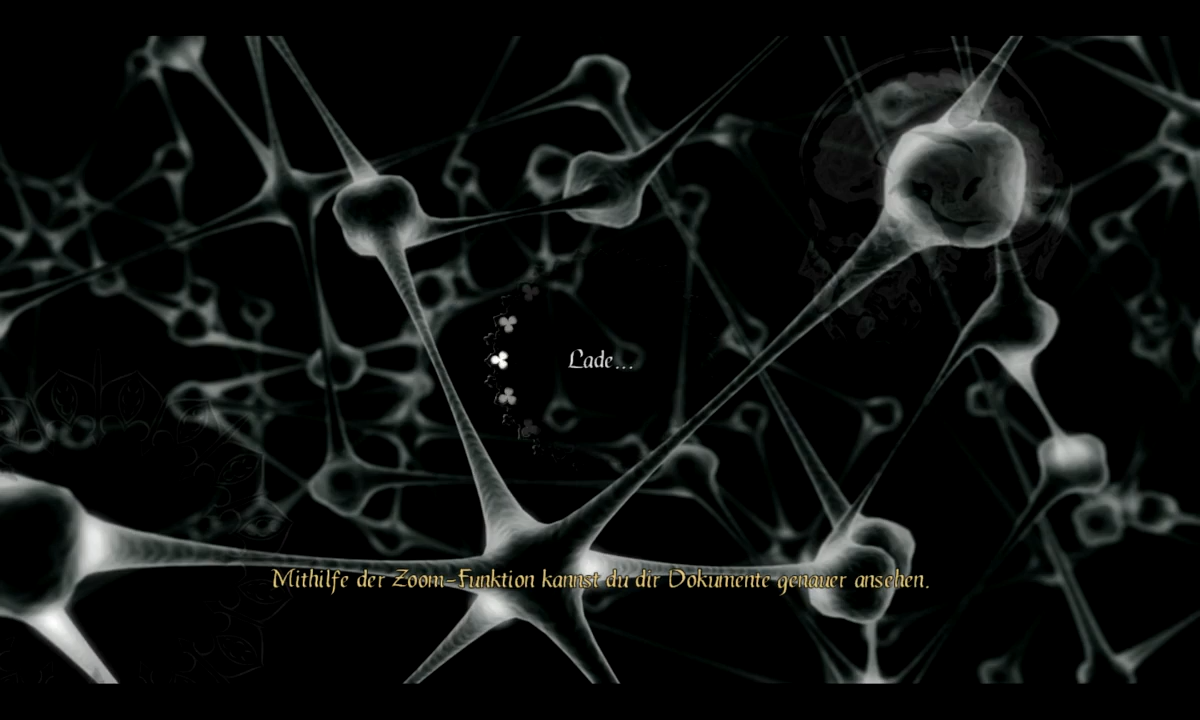 Lade...
Mithilfe der Zoom-Funktion kannst du dir Dokumente genauer ansehen.